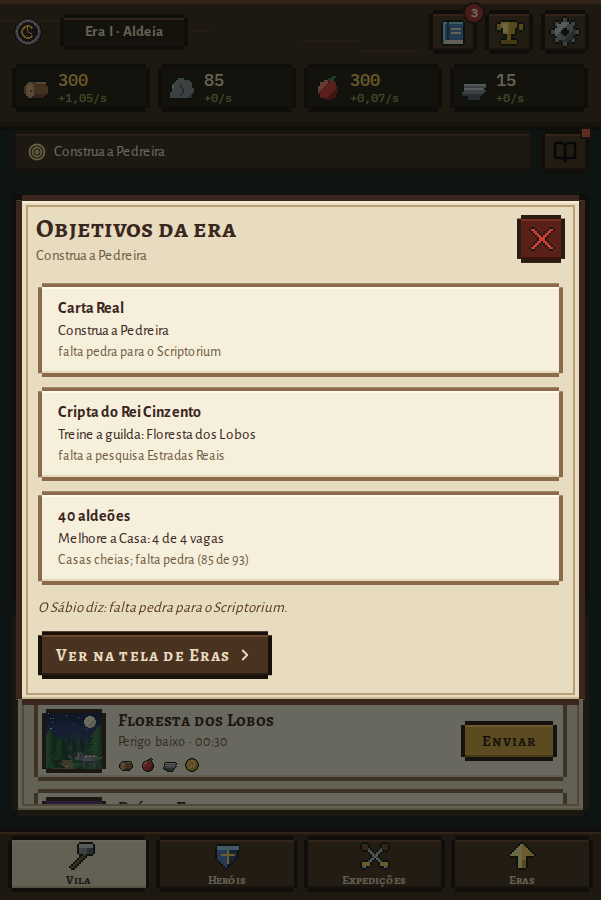 3
Era I · Aldeia
300
+1,05/s
85
+0/s
300
+0,07/s
15
+0/s
Construa a Pedreira
Objetivos da era
Construa a Pedreira
Carta Real
Construa a Pedreira
falta pedra para o Scriptorium
Cripta do Rei Cinzento
Treine a guilda: Floresta dos Lobos
falta a pesquisa Estradas Reais
40 aldeões
Melhore a Casa: 4 de 4 vagas
Casas cheias; falta pedra (85 de 93)
O Sábio diz: falta pedra para o Scriptorium.
Ver na tela de Eras
Floresta dos Lobos
Perigo baixo · 00:30
Enviar
Vila
Heróis
Expedições
Eras